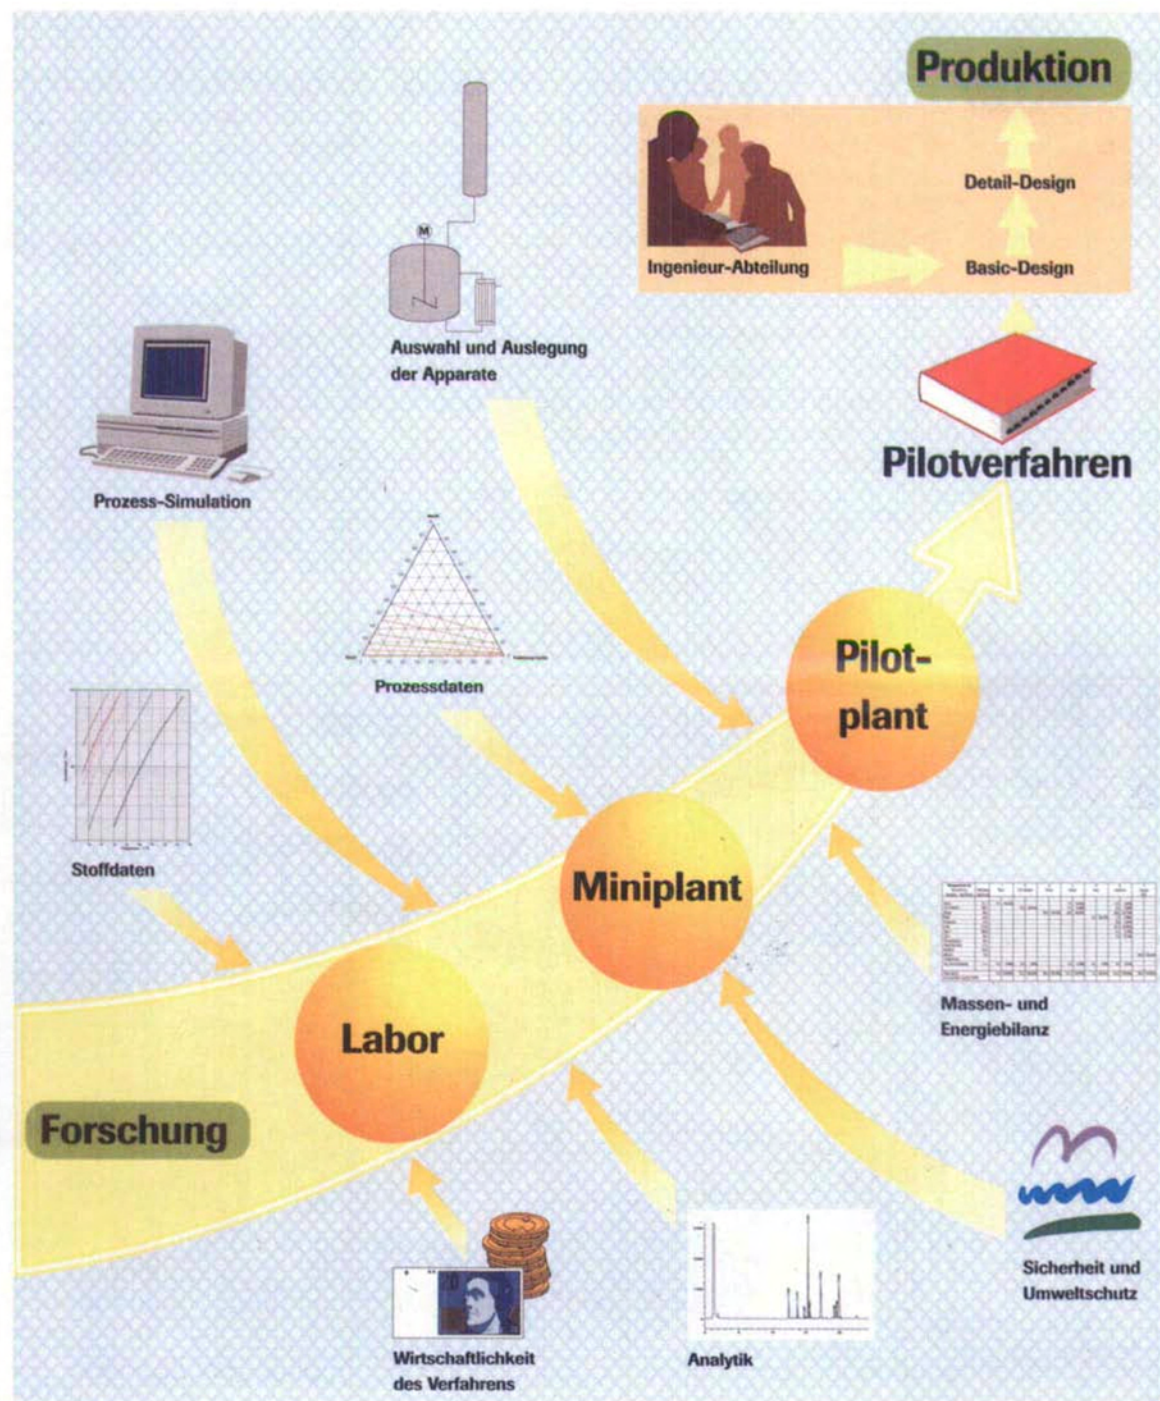 Produktion
Detail-Design
Ingenieur-Abteilung
Basic-Design
M
Auswahl und Auslegung
der Apparate
Pilotverfahren
Prozess-Simulation
Prozessdaten
Pilot-
plant
Stoffdaten
Miniplant
Massen- und
Energiebilanz
Labor
Forschung
Sicherheit und
Umweltschutz
Wirtschaftlichkeit
des Verfahrens
Analytik